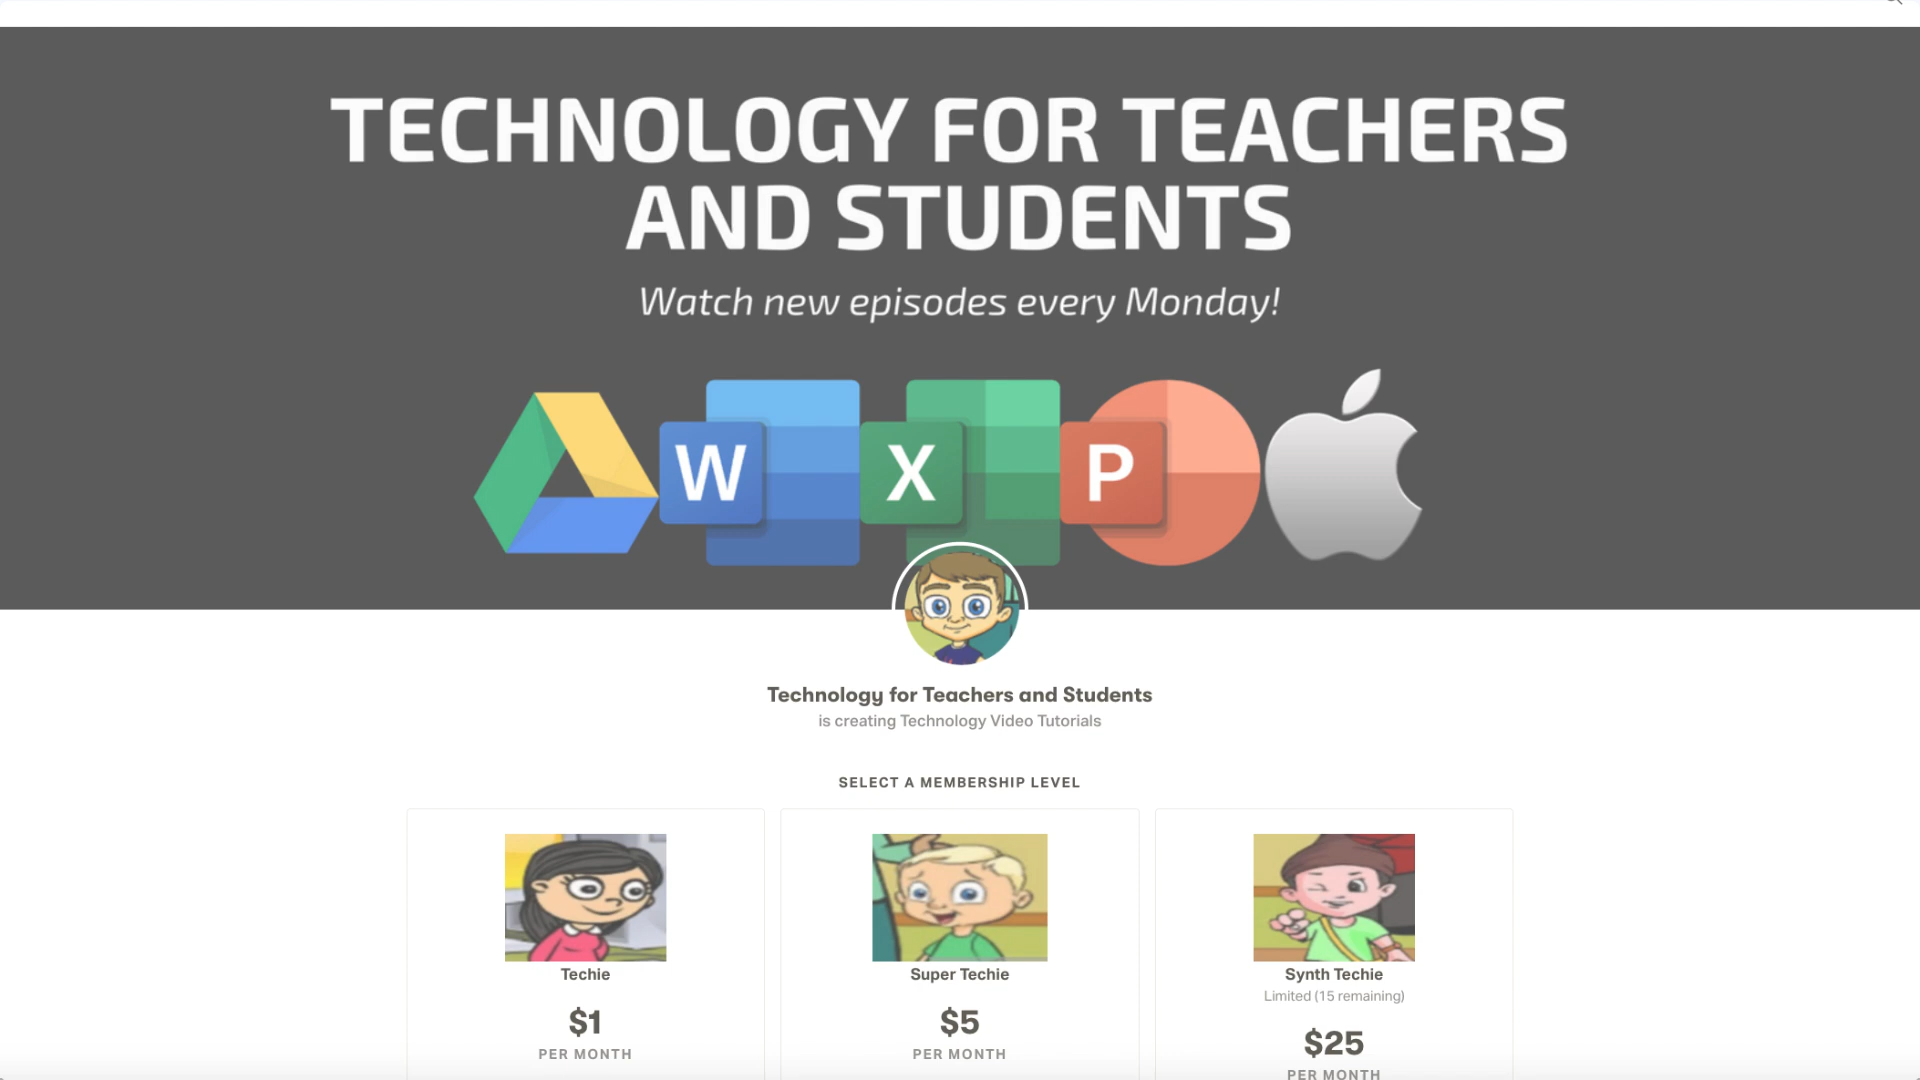 TECHNOLOGY FOR TEACHERS
AND STUDENTS
Watch new episodes every Monday!
W X P
Technology for Teachers and Students
is creating Technology Video Tutorials
SELECT A MEMBERSHIP LEVEL
Techie
$1
PER MONTH
Super Techie
$5
PER MONTH
Synth Techie
Limited (15 remaining)
$25
PER MONTH